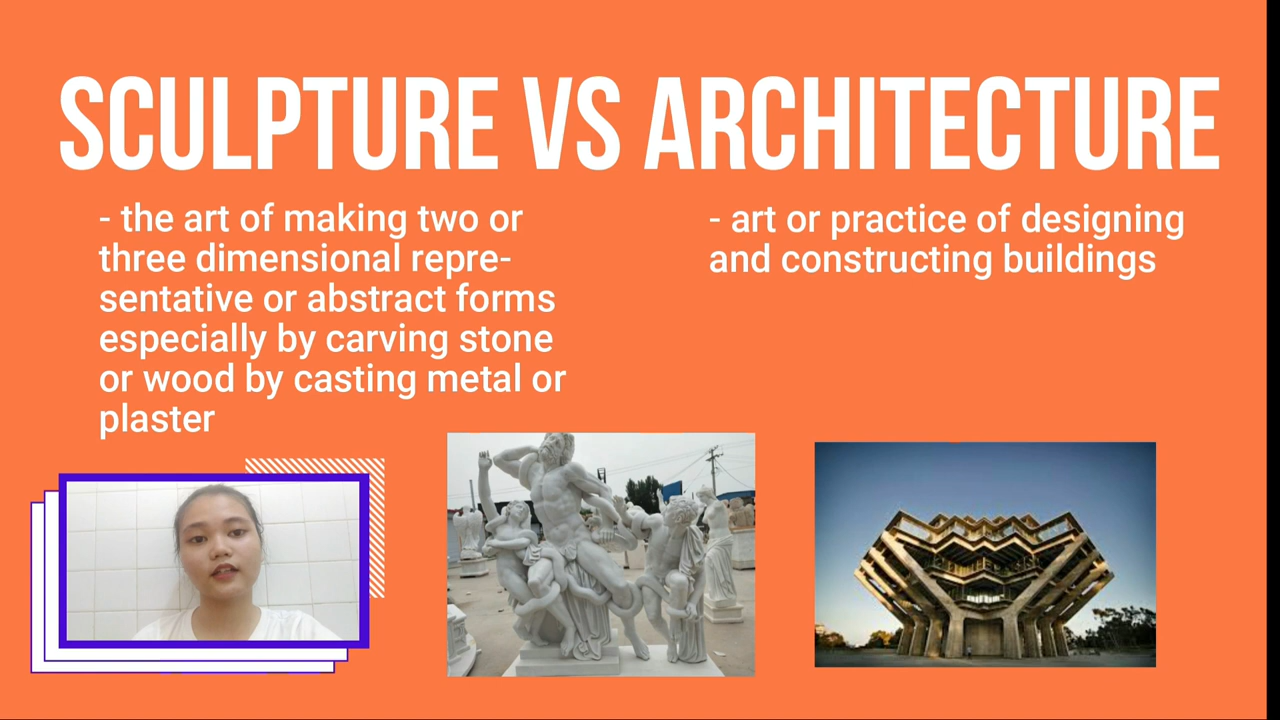 SCULPTURE VS ARCHITECTURE
- the art of making two or
three dimensional repre-
sentative or abstract forms
especially by carving stone
or wood by casting metal or
plaster
- art or practice of designing
and constructing buildings